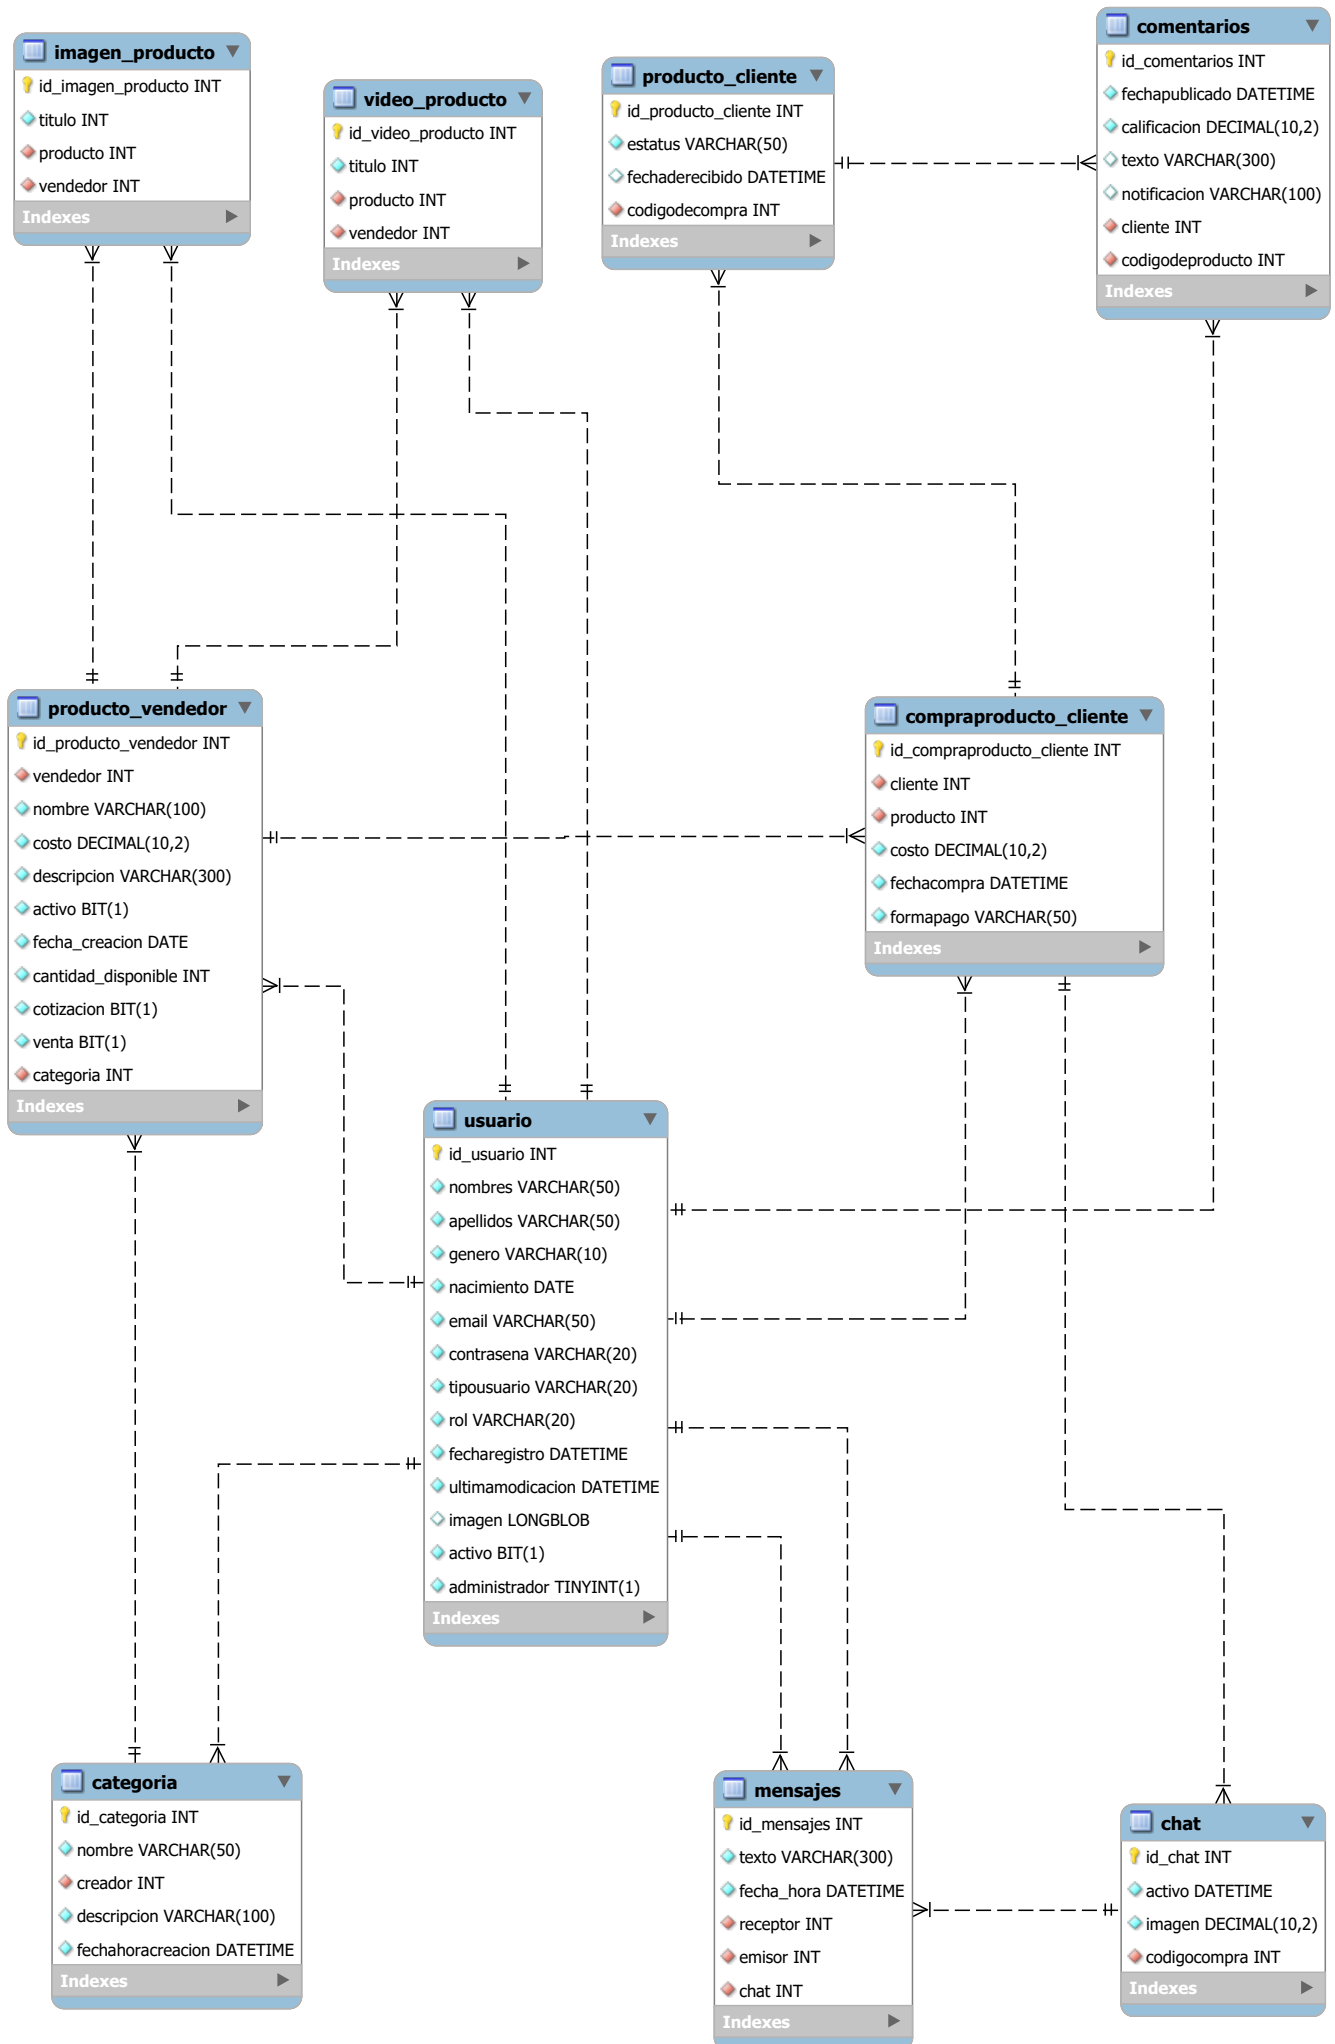 imagen_producto
id_imagen_producto INT
titulo INT
producto INT
vendedor INT
Indexes
video_producto
id_video_producto INT
titulo INT
producto INT
vendedor INT
Indexes
producto_cliente
id_producto_cliente INT
estatus VARCHAR(50)
fechaderecibido DATETIME
codigodecompra INT
Indexes
comentarios
id_comentarios INT
fechapublicado DATETIME
calificacion DECIMAL(10,2)
texto VARCHAR(300)
notificacion VARCHAR(100)
cliente INT
codigodeproducto INT
Indexes
producto_vendedor
id_producto_vendedor INT
vendedor INT
nombre VARCHAR(100)
costo DECIMAL(10,2)
descripcion VARCHAR(300)
activo BIT(1)
fecha_creacion DATE
cantidad_disponible INT
cotizacion BIT(1)
venta BIT(1)
categoria INT
Indexes
compraproducto_cliente
id_compraproducto_cliente INT
cliente INT
producto INT
costo DECIMAL(10,2)
fechacompra DATETIME
formapago VARCHAR(50)
Indexes
usuario
id_usuario INT
nombres VARCHAR(50)
apellidos VARCHAR(50)
genero VARCHAR(10)
nacimiento DATE
email VARCHAR(50)
contrasena VARCHAR(20)
tipousuario VARCHAR(20)
rol VARCHAR(20)
fecharegistro DATETIME
ultimamodicacion DATETIME
imagen LONGBLOB
activo BIT(1)
administrador TINYINT(1)
Indexes
categoria
id_categoria INT
nombre VARCHAR(50)
creador INT
descripcion VARCHAR(100)
fechahoracreacion DATETIME
Indexes
mensajes
id_mensajes INT
texto VARCHAR(300)
fecha_hora DATETIME
receptor INT
emisor INT
chat INT
Indexes
chat
id_chat INT
activo DATETIME
imagen DECIMAL(10,2)
codigocompra INT
Indexes